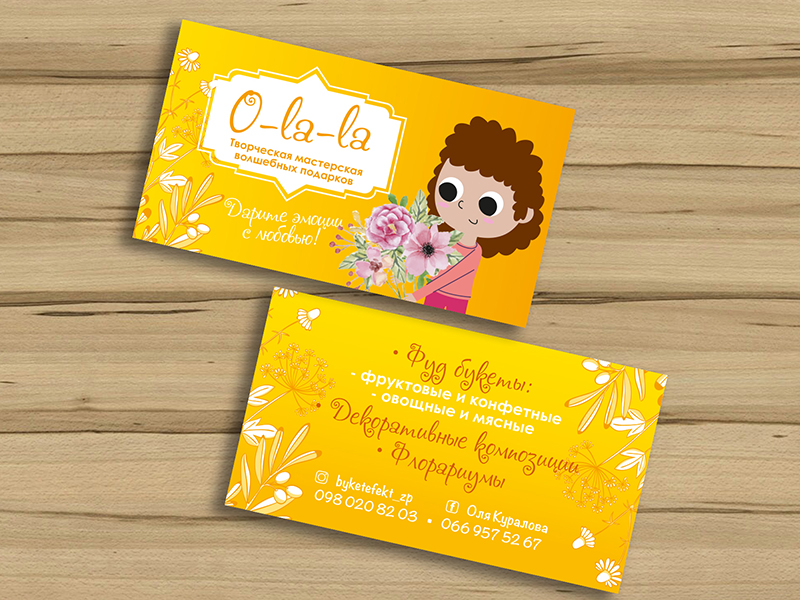 O-la-la
Творческая мастерская
волшебных подарков
Дарите эмоции
с любовью!
• Фуд букеты:
- фруктовые и конфетные
- овощные и мясные
Декоративные композиции
• Флорариумы
byketefekt_zp
098 020 82 03 • 
Оля Куралова
066 957 52 67